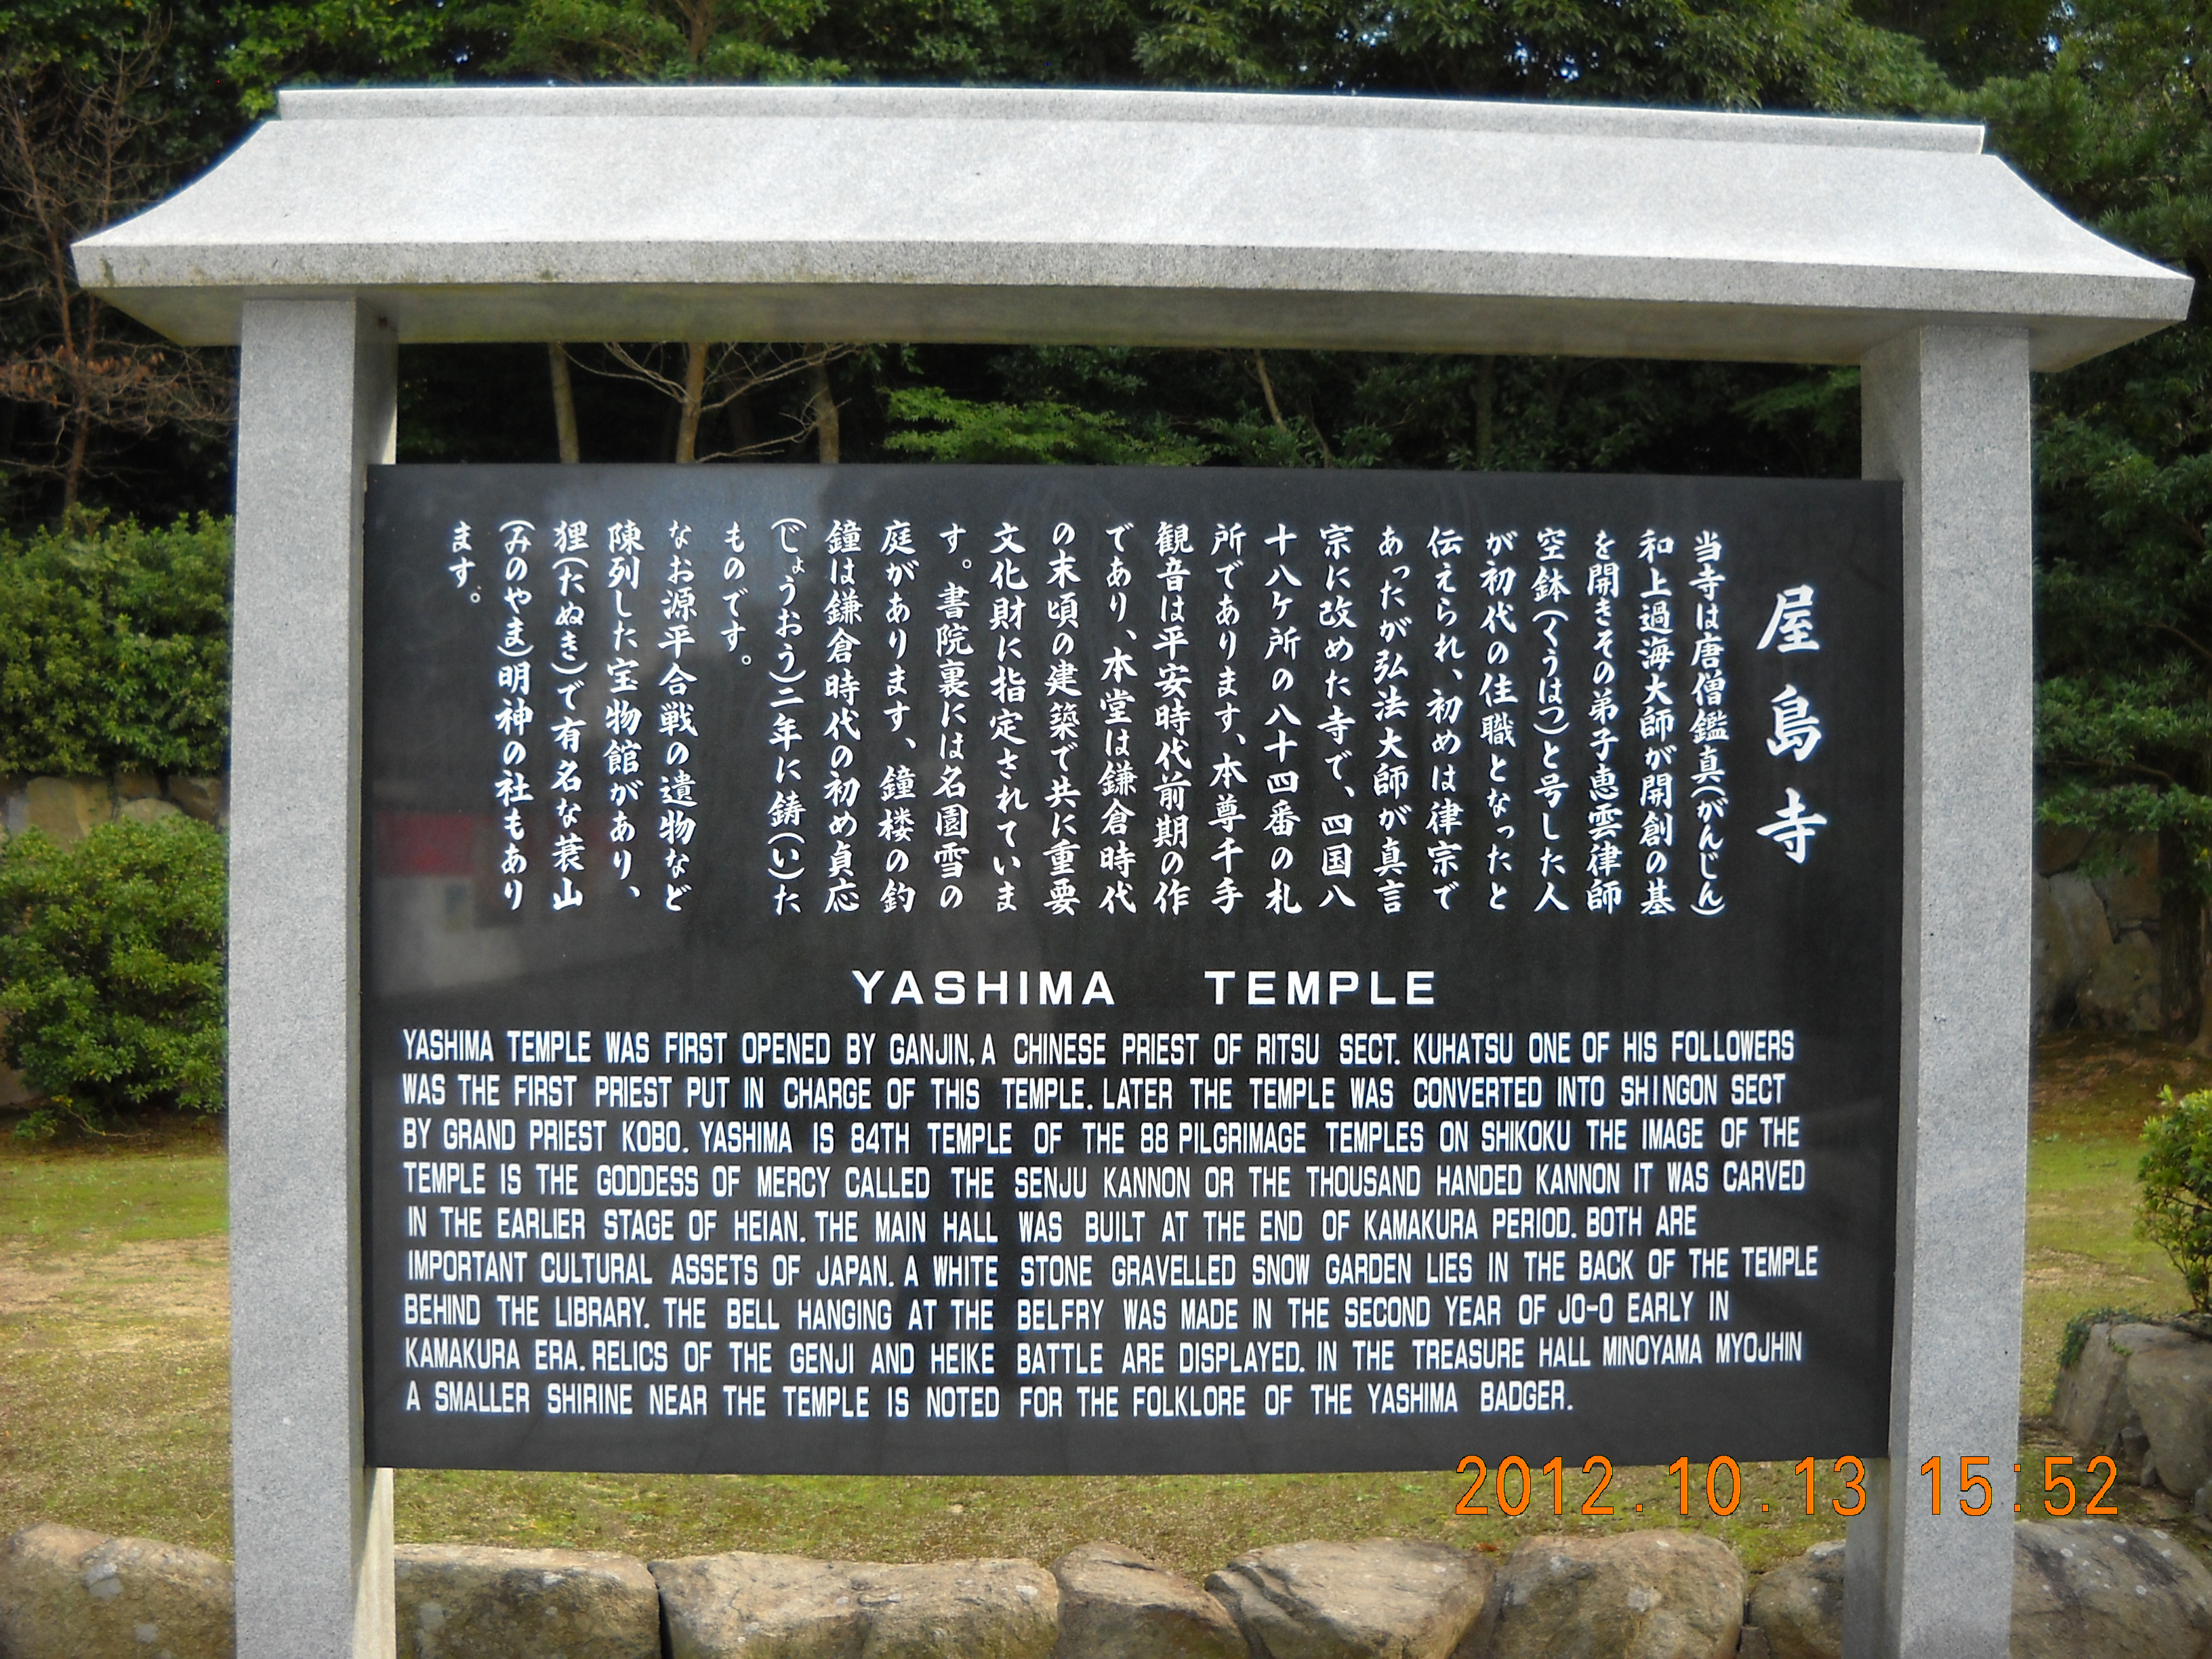 屋島寺
当寺は唐僧鑑真(がんじん)
和上過海大師が開創の基
を開きその弟子恵雲律師
空鉢(くうはつ)と号した人
が初代の住職となったと
伝えられ、初めは律宗で
あったが弘法大師が真言
宗に改めた寺で、四国八
十八ケ所の八十四番の札
所であります、本尊千手
観音は平安時代前期の作
であり、本堂は鎌倉時代
の末頃の建築で共に重要
文化財に指定されていま
す。書院裏には名園雪の
庭があります、鐘楼の釣
鐘は鎌倉時代の初め貞応
(じょうおう)二年に鋳(い)た
ものです。
なお源平合戦の遺物など
陳列した宝物館があり、
狸(たぬき)で有名な蓑山
(みのやま)明神の社もあり
ます。
YASHIMA TEMPLE
YASHIMA TEMPLE WAS FIRST OPENED BY GANJIN, A CHINESE PRIEST OF RITSU SECT. KUHATSU ONE OF HIS FOLLOWERS
WAS THE FIRST PRIEST PUT IN CHARGE OF THIS TEMPLE. LATER THE TEMPLE WAS CONVERTED INTO SHINGON SECT
BY GRAND PRIEST KOBO. YASHIMA IS 84TH TEMPLE OF THE 88 PILGRIMAGE TEMPLES ON SHIKOKU THE IMAGE OF THE
TEMPLE IS THE GODDESS OF MERCY CALLED THE SENJU KANNON OR THE THOUSAND HANDED KANNON IT WAS CARVED
IN THE EARLIER STAGE OF HEIAN. THE MAIN HALL WAS BUILT AT THE END OF KAMAKURA PERIOD. BOTH ARE
IMPORTANT CULTURAL ASSETS OF JAPAN. A WHITE STONE GRAVELLED SNOW GARDEN LIES IN THE BACK OF THE TEMPLE
BEHIND THE LIBRARY. THE BELL HANGING AT THE BELFRY WAS MADE IN THE SECOND YEAR OF JO-O EARLY IN
KAMAKURA ERA. RELICS OF THE GENJI AND HEIKE BATTLE ARE DISPLAYED. IN THE TREASURE HALL MINOYAMA MYOJHIN
A SMALLER SHIRINE NEAR THE TEMPLE IS NOTED FOR THE FOLKLORE OF THE YASHIMA BADGER.
2012.10.13 15:52